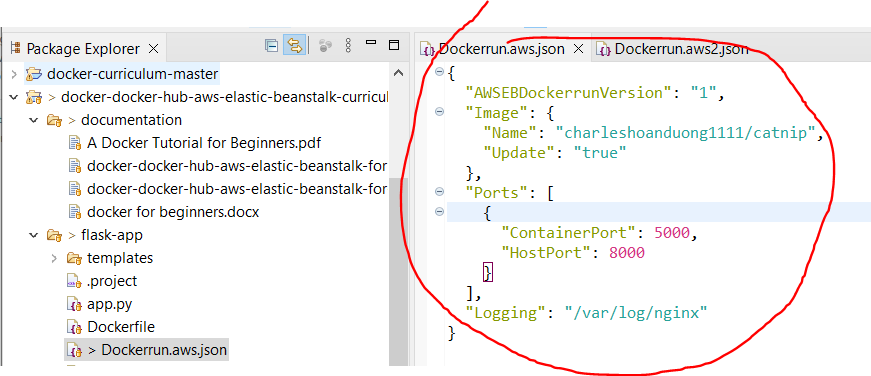 Package Explorer
docker-curriculum-master
> docker-docker-hub-aws-elastic-beanstalk-curricul
> documentation
A Docker Tutorial for Beginners.pdf
docker-docker-hub-aws-elastic-beanstalk-for
docker-docker-hub-aws-elastic-beanstalk-for
docker for beginners.docx
> flask-app
templates
.project
app.py
Dockerfile
> Dockerrun.aws.json
Dockerrun.aws.json
Dockerrun.aws2.json
{
"AWSEBDockerrunVersion": "1",
"Image": {
"Name": "charleshoanduong1111/catnip",
"Update": "true"
},
"Ports": [
{
"ContainerPort": 5000,
"HostPort": 8000
}
],
"Logging": "/var/log/nginx"
}